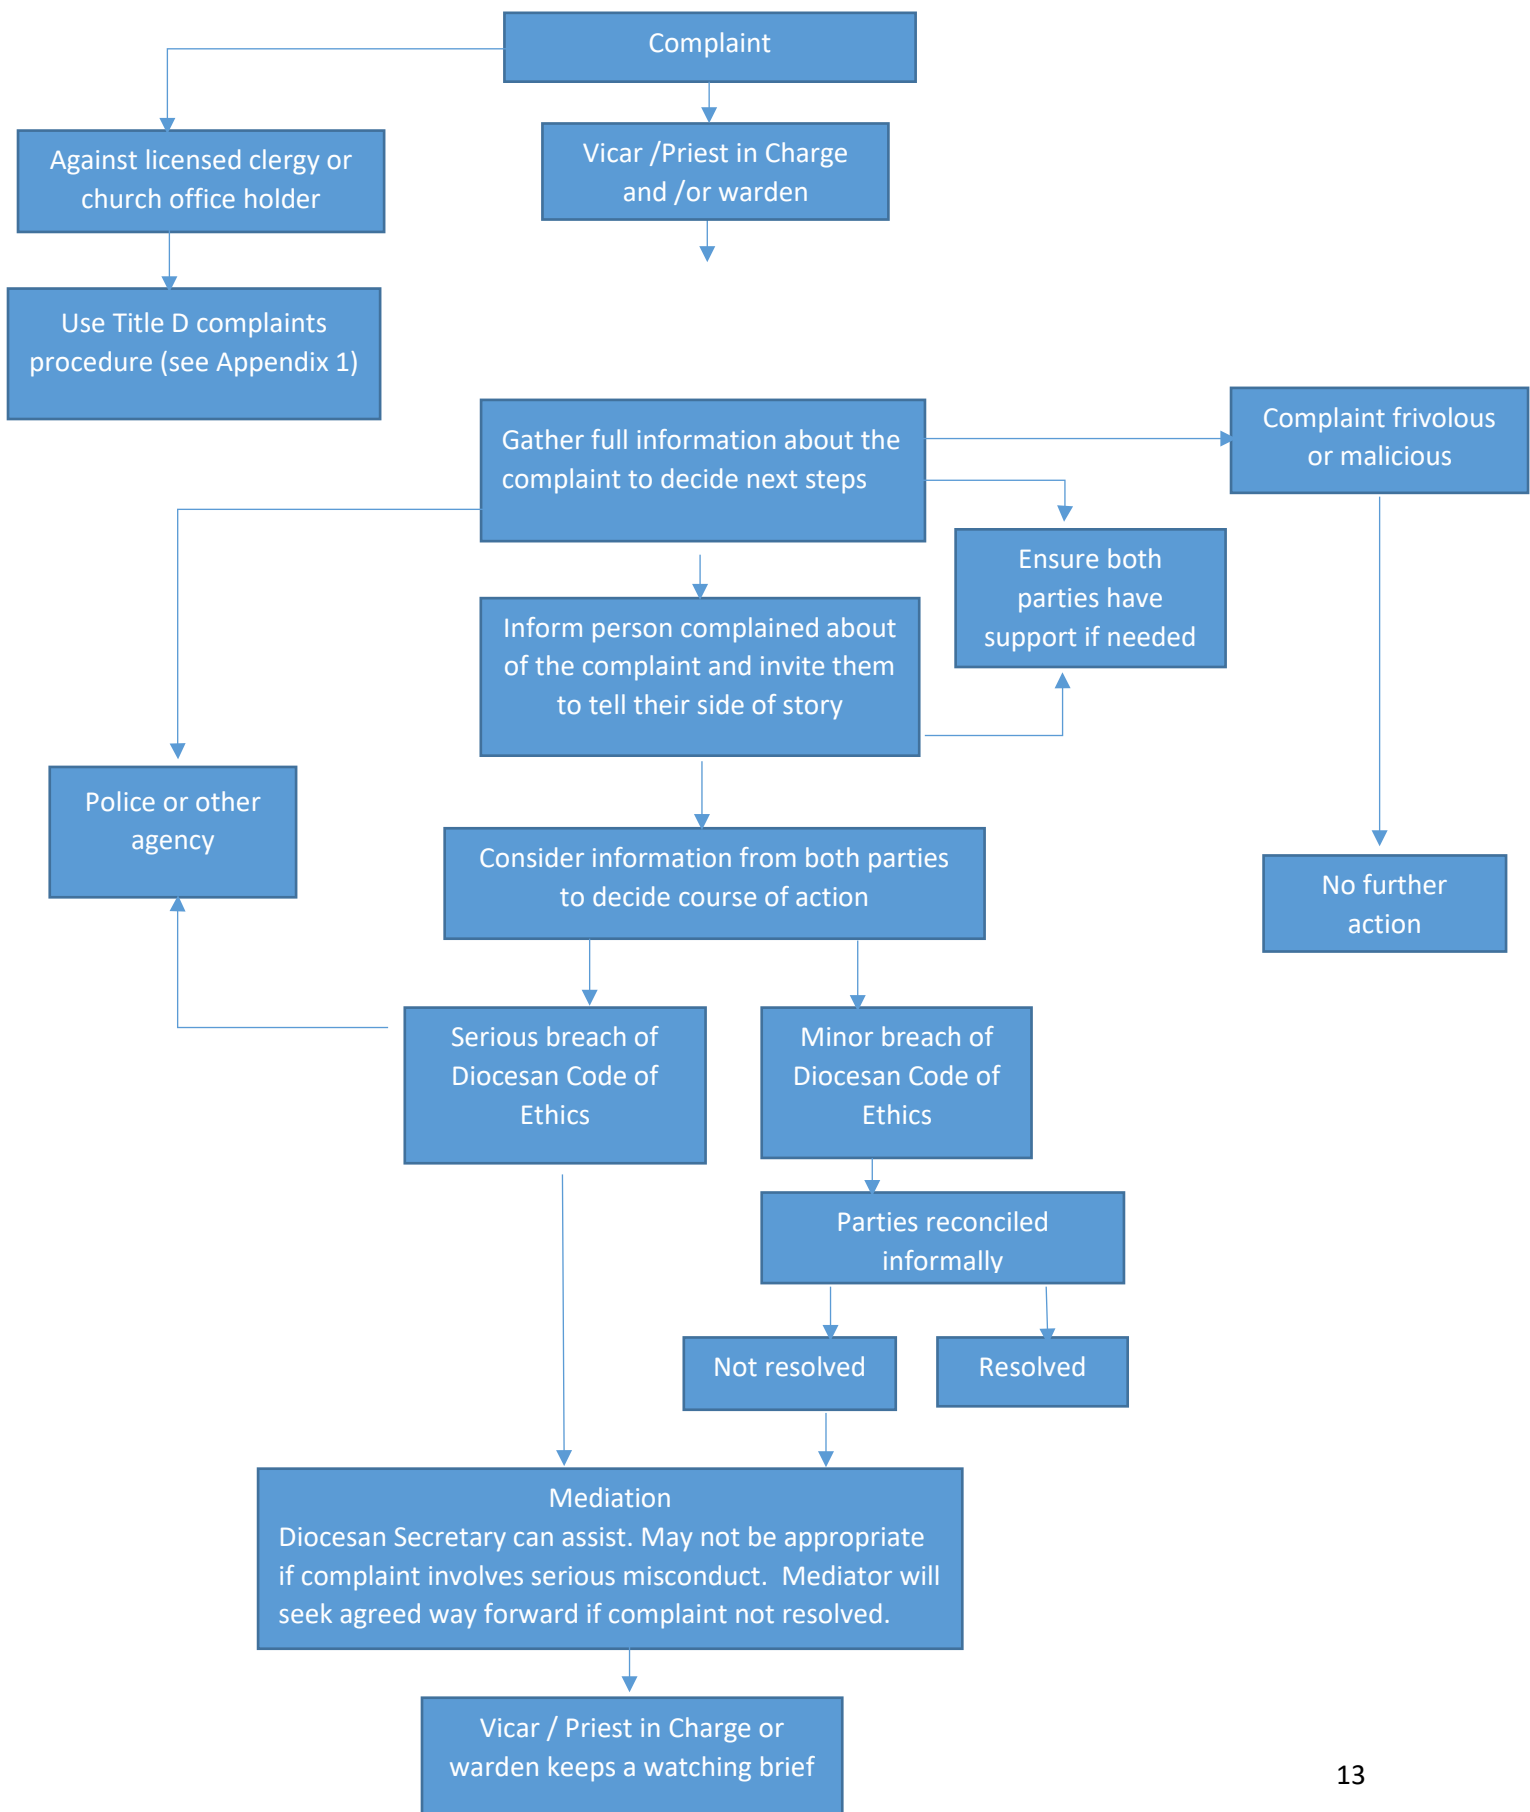 Complaint
Against licensed clergy or
church office holder
Vicar /Priest in Charge
and /or warden
Use Title D complaints
procedure (see Appendix 1)
Gather full information about the
complaint to decide next steps
Complaint frivolous
or malicious
Ensure both
parties have
support if needed
Inform person complained about
of the complaint and invite them
to tell their side of story
Police or other
agency
Consider information from both parties
to decide course of action
No further
action
Serious breach of
Diocesan Code of
Ethics
Minor breach of
Diocesan Code of
Ethics
Parties reconciled
informally
Not resolved
Resolved
Mediation
Diocesan Secretary can assist. May not be appropriate
if complaint involves serious misconduct.  Mediator will
seek agreed way forward if complaint not resolved.
Vicar / Priest in Charge or
warden keeps a watching brief
13